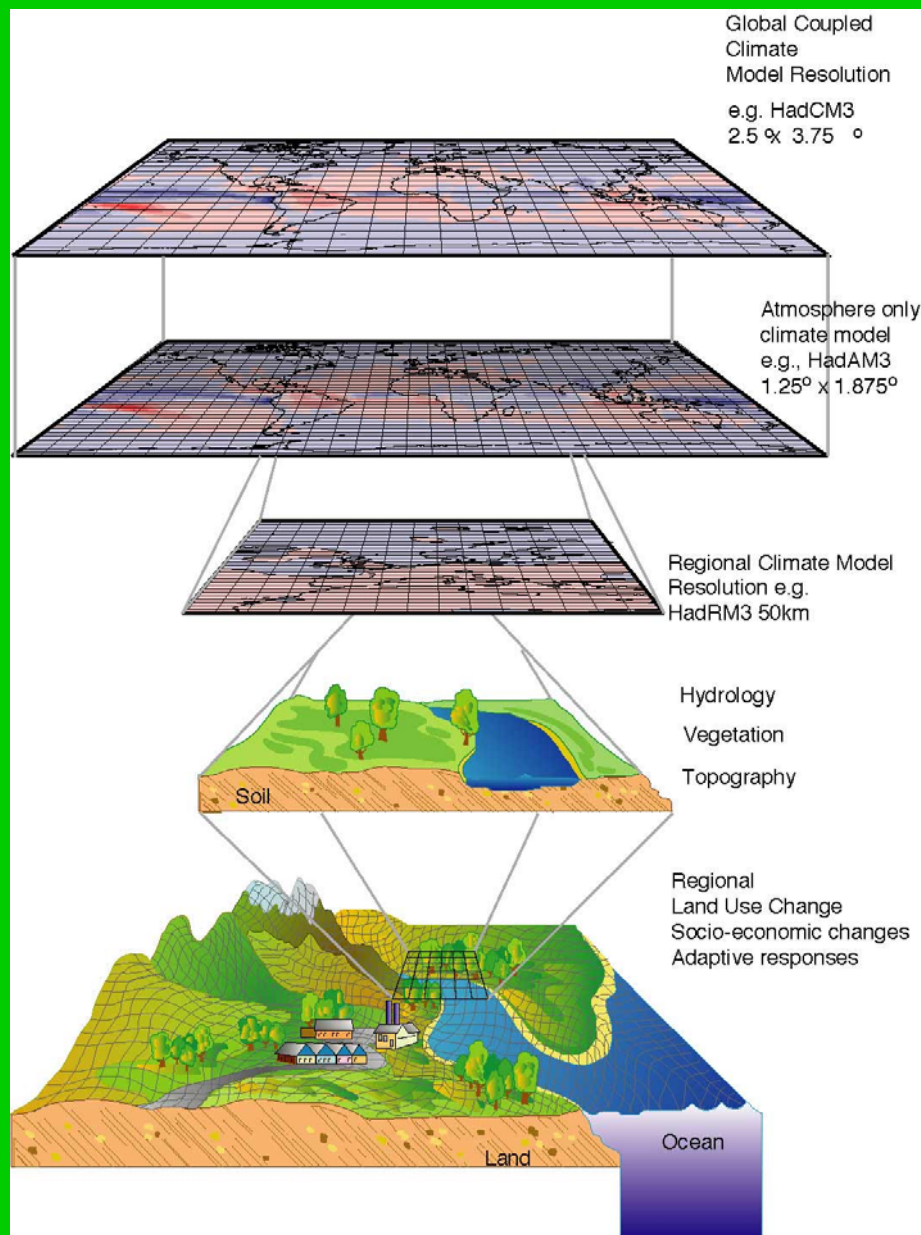 Global Coupled
Climate
Model Resolution
e.g. HadCM3
2.5 % 3.75 º
Atmosphere only
climate model
e.g., HadAM3
1.25º x 1.875º
Regional Climate Model
Resolution e.g.
HadRM3 50km
Hydrology
Vegetation
Topography
Soil
Regional
Land Use Change
Socio-economic changes
Adaptive responses
Ocean
Land